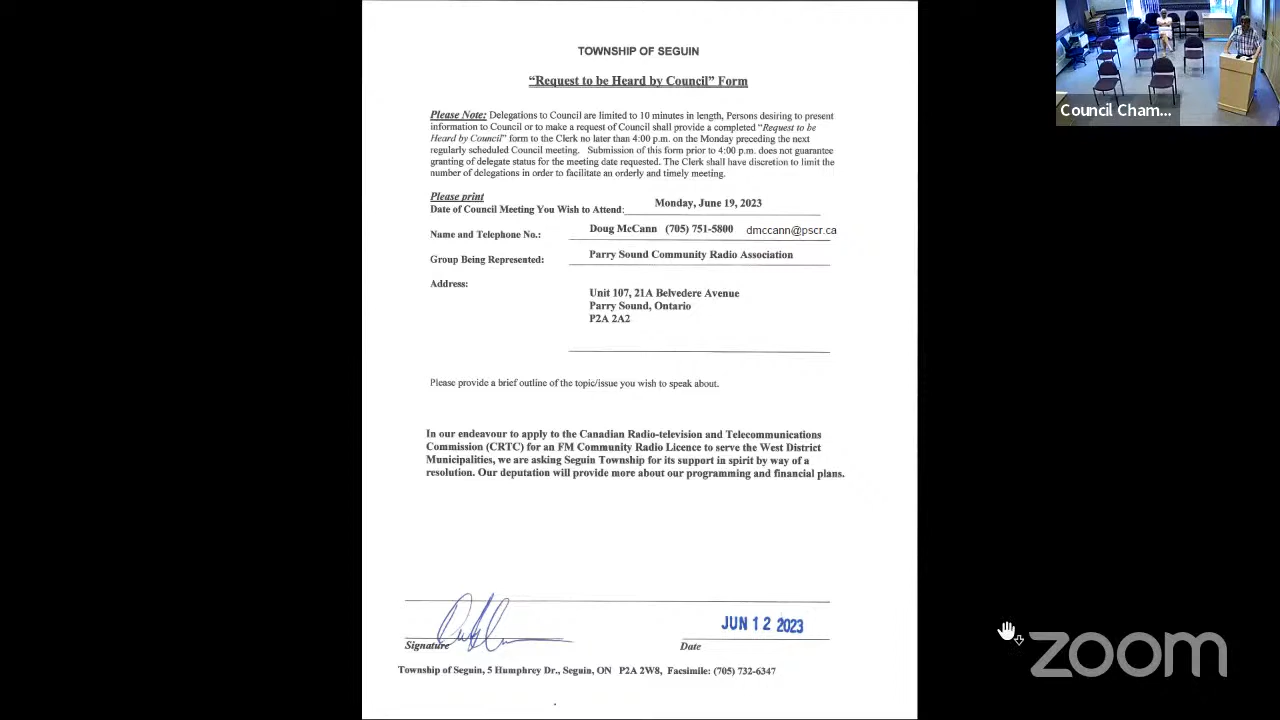 TOWNSHIP OF SEGUIN
"Request to be Heard by Council" Form
Please Note: Delegations to Council are limited to 10 minutes in length, Persons desiring to present
information to Council or to make a request of Council shall provide a completed "Request to be
Heard by Council" form to the Clerk no later than 4:00 p.m. on the Monday preceding the next
regularly scheduled Council meeting. Submission of this form prior to 4:00 p.m. does not guarantee
granting of delegate status for the meeting date requested. The Clerk shall have discretion to limit the
number of delegations in order to facilitate an orderly and timely meeting.
Please print
Date of Council Meeting You Wish to Attend: Monday, June 19, 2023
Name and Telephone No.: Doug McCann (705) 751-5800 dmccann@pscr.ca
Group Being Represented: Parry Sound Community Radio Association
Address:
Unit 107, 21A Belvedere Avenue
Parry Sound, Ontario
P2A 2A2
Please provide a brief outline of the topic/issue you wish to speak about.
In our endeavour to apply to the Canadian Radio-television and Telecommunications
Commission (CRTC) for an FM Community Radio Licence to serve the West District
Municipalities, we are asking Seguin Township for its support in spirit by way of a
resolution. Our deputation will provide more about our programming and financial plans.
JUN 12 2023
Signature Date
Township of Seguin, 5 Humphrey Dr., Seguin, ON P2A 2W8, Facsimile: (705) 732-6347
Council Cham...
zoom